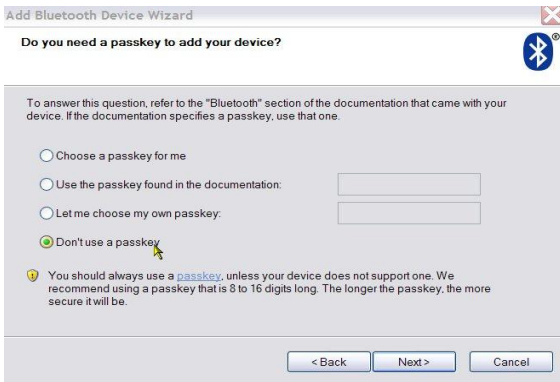 Add Bluetooth Device Wizard
Do you need a passkey to add your device?
To answer this question, refer to the "Bluetooth" section of the documentation that came with your
device. If the documentation specifies a passkey, use that one.
Choose a passkey for me
Use the passkey found in the documentation:
Let me choose my own passkey:
Don't use a passkey
You should always use a passkey, unless your device does not support one. We
recommend using a passkey that is 8 to 16 digits long. The longer the passkey, the more
secure it will be.
< Back
Next >
Cancel